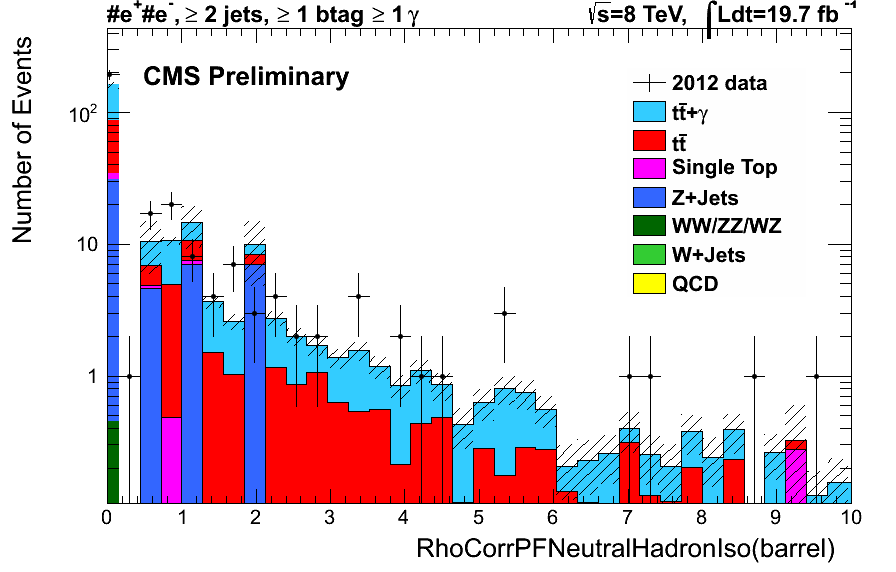 #e⁺#e⁻, ≥ 2 jets, ≥ 1 btag ≥ 1 γ
√s=8 TeV, ∫Ldt=19.7 fb⁻¹
CMS Preliminary
2012 data
tt̄+γ
tt̄
Single Top
Z+Jets
WW/ZZ/WZ
W+Jets
QCD
Number of Events
10²
10
1
0 1 2 3 4 5 6 7 8 9 10
RhoCorrPFNeutralHadronIso(barrel)